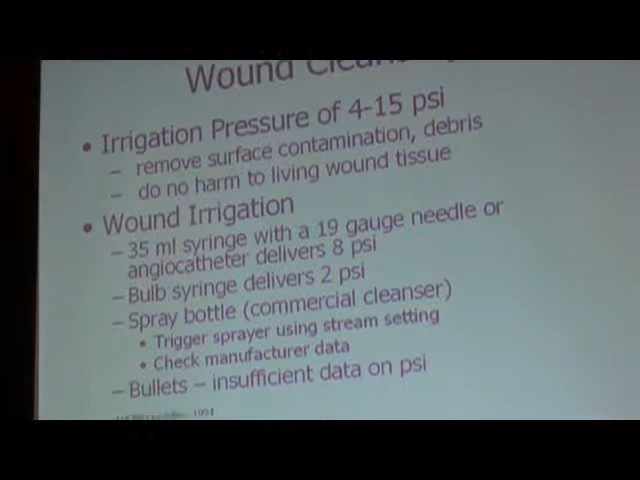 Wound
• Irrigation Pressure of 4-15 psi
– remove surface contamination, debris
– do no harm to living wound tissue
• Wound Irrigation
– 35 ml syringe with a 19 gauge needle or
angiocatheter delivers 8 psi
– Bulb syringe delivers 2 psi
– Spray bottle (commercial cleanser)
• Trigger sprayer using stream setting
• Check manufacturer data
– Bullets – insufficient data on psi
1994